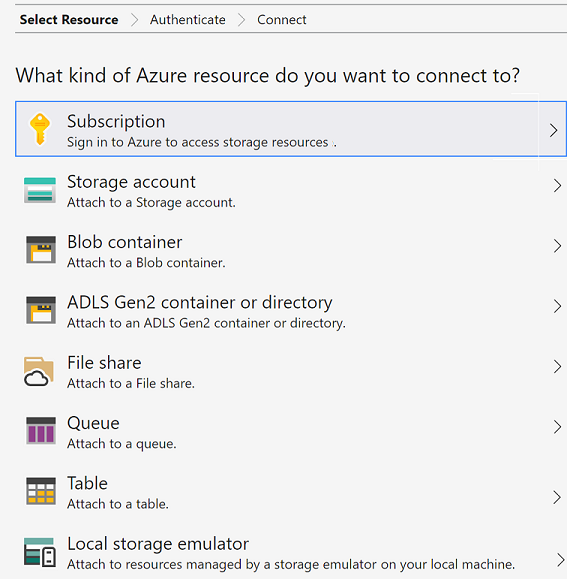 Select Resource > Authenticate > Connect
What kind of Azure resource do you want to connect to?
Subscription
Sign in to Azure to access storage resources .
Storage account
Attach to a Storage account.
Blob container
Attach to a Blob container.
ADLS Gen2 container or directory
Attach to an ADLS Gen2 container or directory.
File share
Attach to a File share.
Queue
Attach to a queue.
Table
Attach to a table.
Local storage emulator
Attach to resources managed by a storage emulator on your local machine.